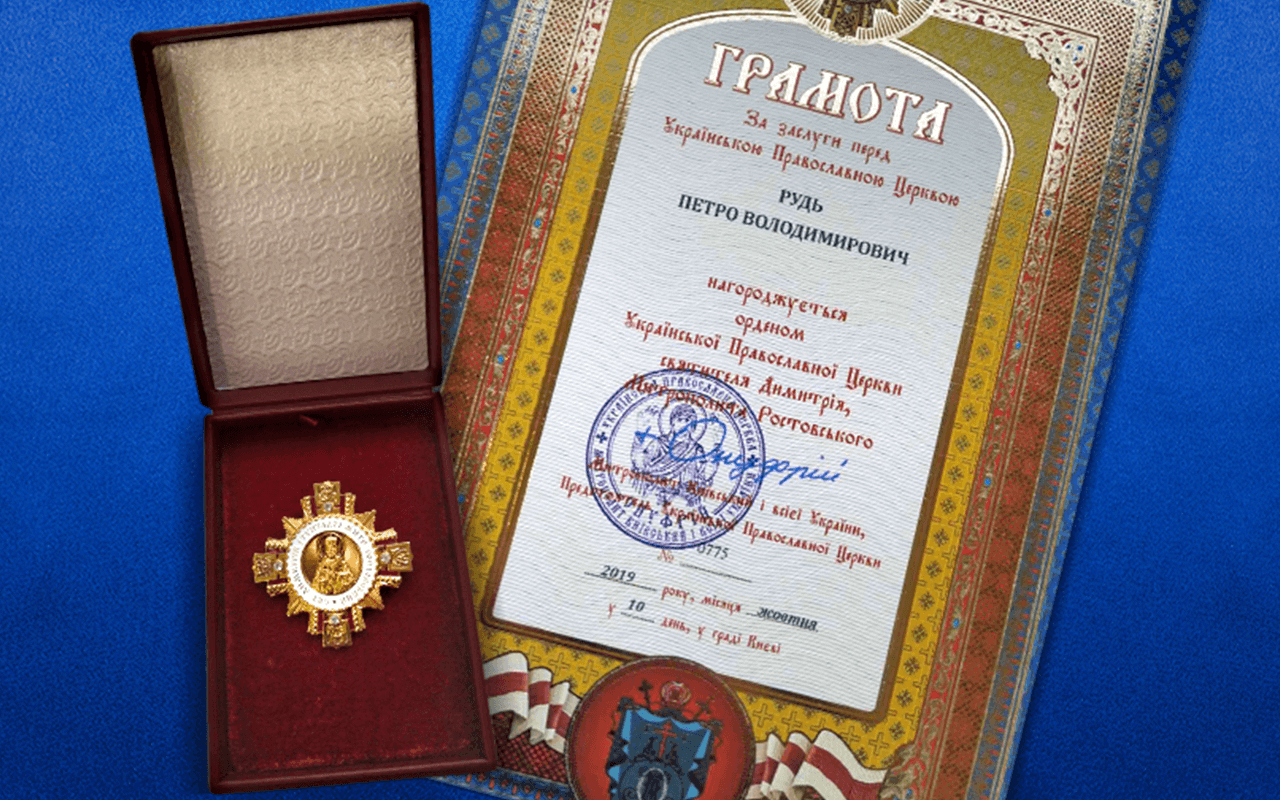 ГРАМОТА
За заслуги перед
Українською Православною Церквою
РУДЬ
ПЕТРО ВОЛОДИМИРОВИЧ
нагороджується
орденом
Української Православної Церкви
святителя Димитрія,
Митрополита Ростовського
Митрополит Київський і всієї України,
Предстоятель Української Православної Церкви
№ 0775
2019 року, місяця жовтня
у 10 день, у граді Києві